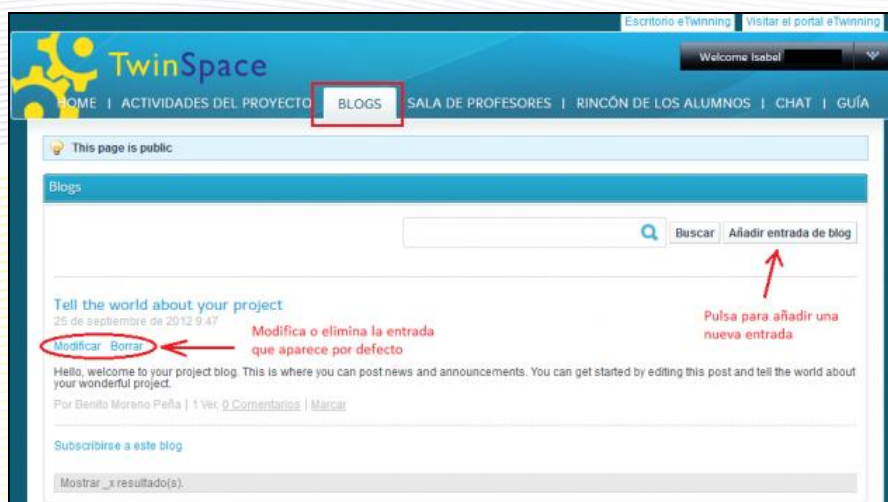 Escritorio eTwinning Visitar el portal eTwinning
TwinSpace
Welcome Isabel
HOME | ACTIVIDADES DEL PROYECTO BLOGS SALA DE PROFESORES | RINCÓN DE LOS ALUMNOS | CHAT | GUÍA
This page is public
Blogs
Buscar Añadir entrada de blog
Tell the world about your project
25 de septiembre de 2012 9:47
Pulsa para añadir una
nueva entrada
Modifica o elimina la entrada
que aparece por defecto
Modificar Borrar
Hello, welcome to your project blog. This is where you can post news and announcements. You can get started by editing this post and tell the world about
your wonderful project.
Por Benito Moreno Peña | 1 Ver, 0 Comentarios | Marcar
Subscribirse a este blog
Mostrar _x resultado(s).